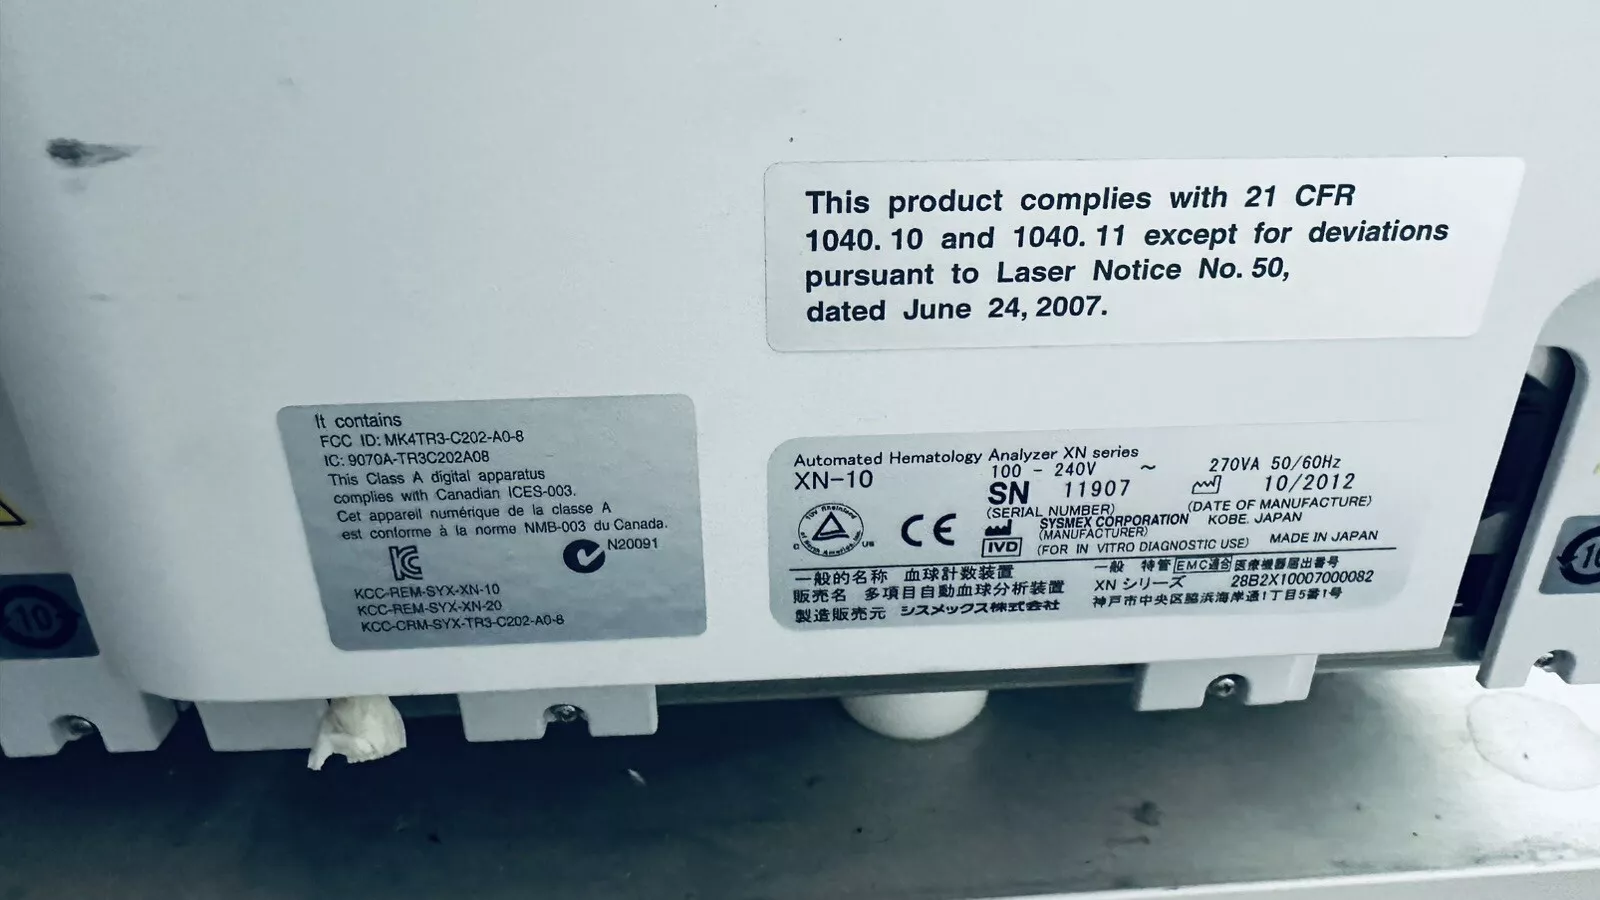 This product complies with 21 CFR
1040.10 and 1040.11 except for deviations
pursuant to Laser Notice No. 50,
dated June 24, 2007.
It contains
FCC ID: MK4TR3-C202-A0-8
IC: 9070A-TR3C202A08
This Class A digital apparatus
complies with Canadian ICES-003.
Cet appareil numérique de la classe A
est conforme à la norme NMB-003 du Canada.
N20091
KCC-REM-SYX-XN-10
KCC-REM-SYX-XN-20
KCC-CRM-SYX-TR3-C202-A0-8
Automated Hematology Analyzer XN series
XN-10 100 - 240V ~ 270VA 50/60Hz
SN 11907 10/2012
(SERIAL NUMBER) (DATE OF MANUFACTURE)
SYSMEX CORPORATION KOBE, JAPAN
(MANUFACTURER)
IVD (FOR IN VITRO DIAGNOSTIC USE) MADE IN JAPAN
TÜV Rheinland
of North America, Inc.
C US
CE
一般的名称 血球計数装置 一般 特管 EMC適合 医療機器届出番号
販売名 多項目自動血球分析装置 XN シリーズ 28B2X10007000082
製造販売元 シスメックス株式会社 神戸市中央区脇浜海岸通1丁目5番1号
10
10